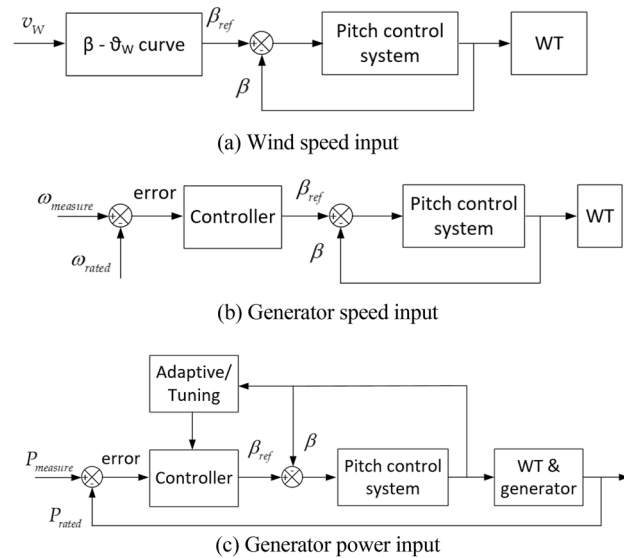 v_W
β - ϑ_W curve
β_ref
+
-
β
Pitch control
system
WT
(a) Wind speed input
ω_measure
+
-
error
ω_rated
Controller
β_ref
+
-
β
Pitch control
system
WT
(b) Generator speed input
Adaptive/
Tuning
P_measure
+
-
error
P_rated
Controller
β_ref
+
-
β
Pitch control
system
WT &
generator
(c) Generator power input